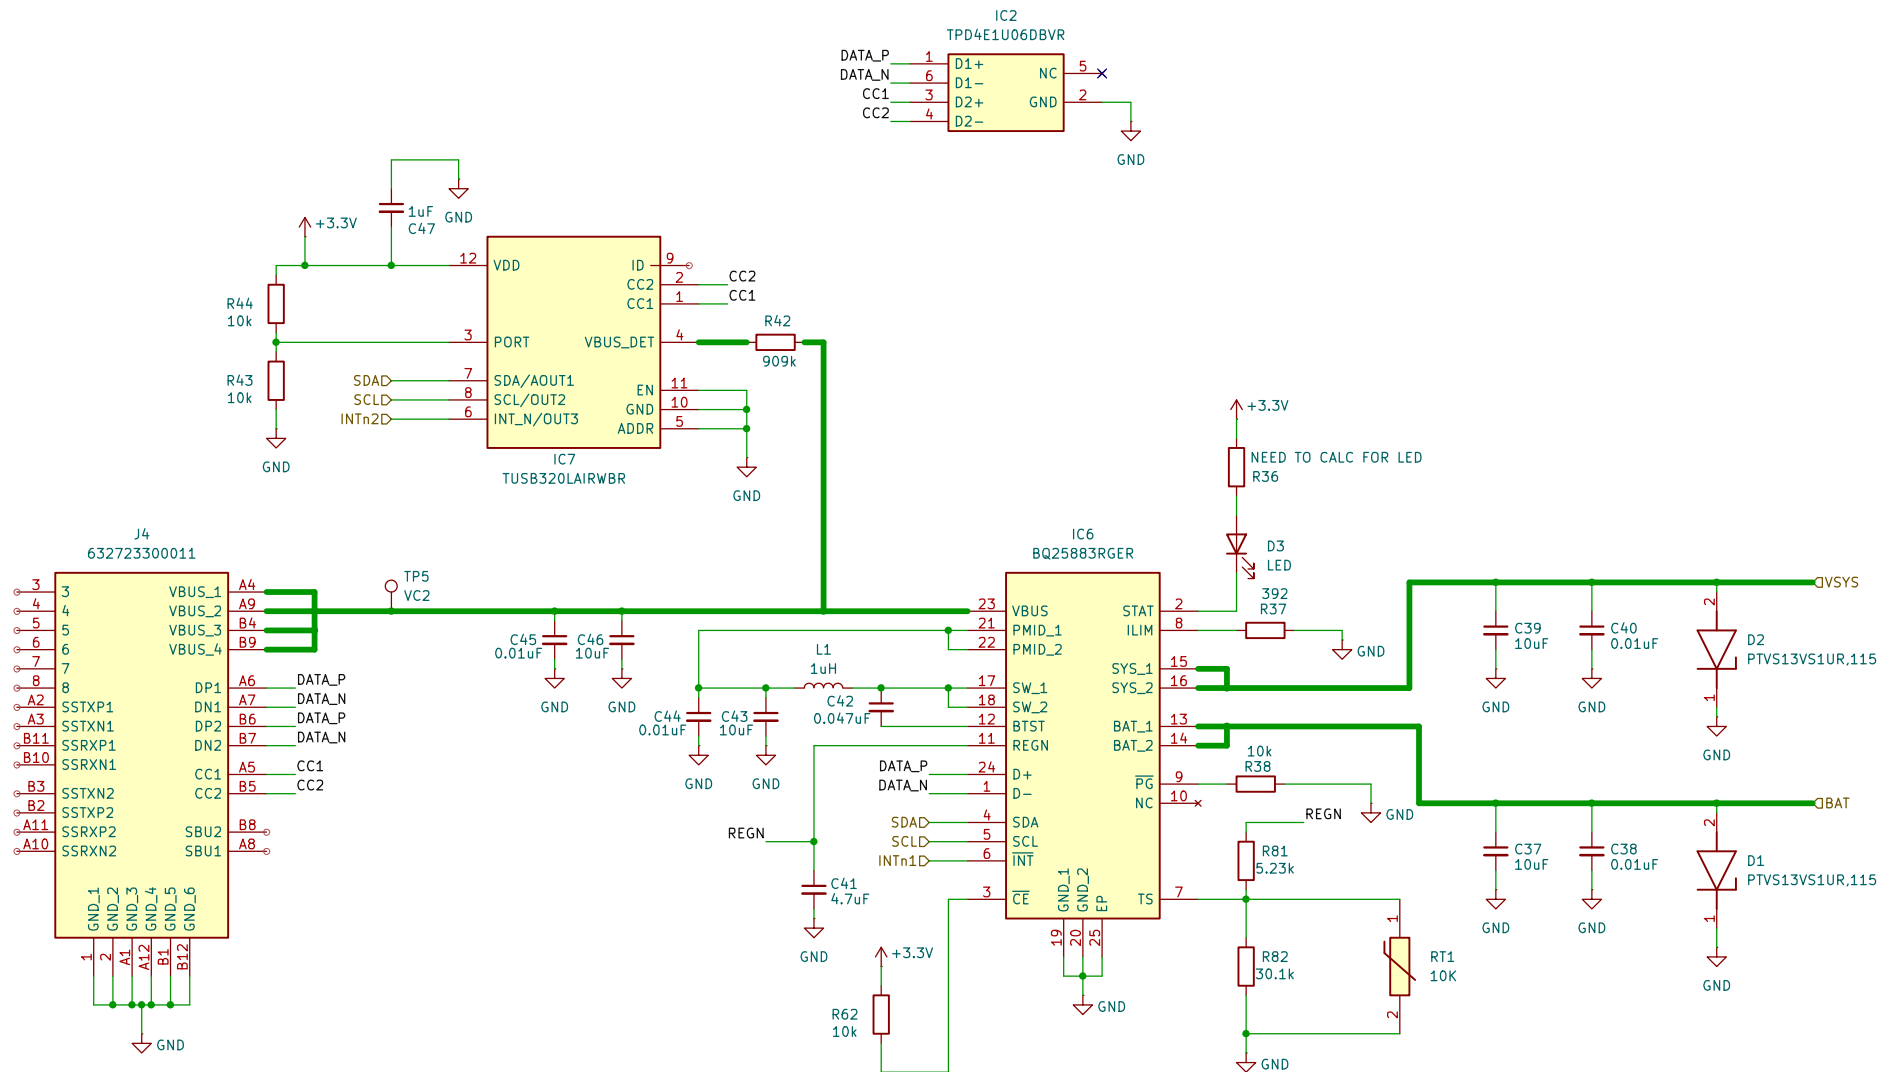 IC2
TPD4E1U06DBVR
DATA_P 1 D1+
DATA_N 6 D1-
CC1 3 D2+
CC2 4 D2-
NC 5
GND 2
GND
1uF
C47
GND
+3.3V
12 VDD
R44
10k
3 PORT
R43
10k
GND
SDA 7 SDA/AOUT1
SCL 8 SCL/OUT2
INTn2 6 INT_N/OUT3
ID 9
CC2 2 CC2
CC1 1 CC1
VBUS_DET 4
R42
909k
EN 11
GND 10
ADDR 5
GND
IC7
TUSB320LAIRWBR
J4
632723300011
3 3
4 4
5 5
6 6
7 7
8 8
A2 SSTXP1
A3 SSTXN1
B11 SSRXP1
B10 SSRXN1
B3 SSTXN2
B2 SSTXP2
A11 SSRXP2
A10 SSRXN2
VBUS_1 A4
VBUS_2 A9
VBUS_3 B4
VBUS_4 B9
DP1 A6 DATA_P
DN1 A7 DATA_N
DP2 B6 DATA_P
DN2 B7 DATA_N
CC1 A5 CC1
CC2 B5 CC2
SBU2 B8
SBU1 A8
GND_1 1
GND_2 2
GND_3 A1
GND_4 A12
GND_5 B1
GND_6 B12
GND
TP5
VC2
C45
0.01uF
GND
C46
10uF
GND
L1
1uH
C44
0.01uF
GND
C43
10uF
GND
C42
0.047uF
REGN
C41
4.7uF
GND
+3.3V
R62
10k
IC6
BQ25883RGER
23 VBUS
21 PMID_1
22 PMID_2
17 SW_1
18 SW_2
12 BTST
11 REGN
DATA_P 24 D+
DATA_N 1 D-
SDA 4 SDA
SCL 5 SCL
INTn1 6 INT
3 CE
STAT 2
ILIM 8
SYS_1 15
SYS_2 16
BAT_1 13
BAT_2 14
PG 9
NC 10
TS 7
GND_1 19
GND_2 20
EP 25
GND
+3.3V
NEED TO CALC FOR LED
R36
D3
LED
392
R37
GND
10k
R38
GND
REGN
R81
5.23k
R82
30.1k
GND
1
RT1
10K
2
VSYS
C39
10uF
GND
C40
0.01uF
GND
2
D2
PTVS13VS1UR,115
1
GND
BAT
C37
10uF
GND
C38
0.01uF
GND
2
D1
PTVS13VS1UR,115
1
GND